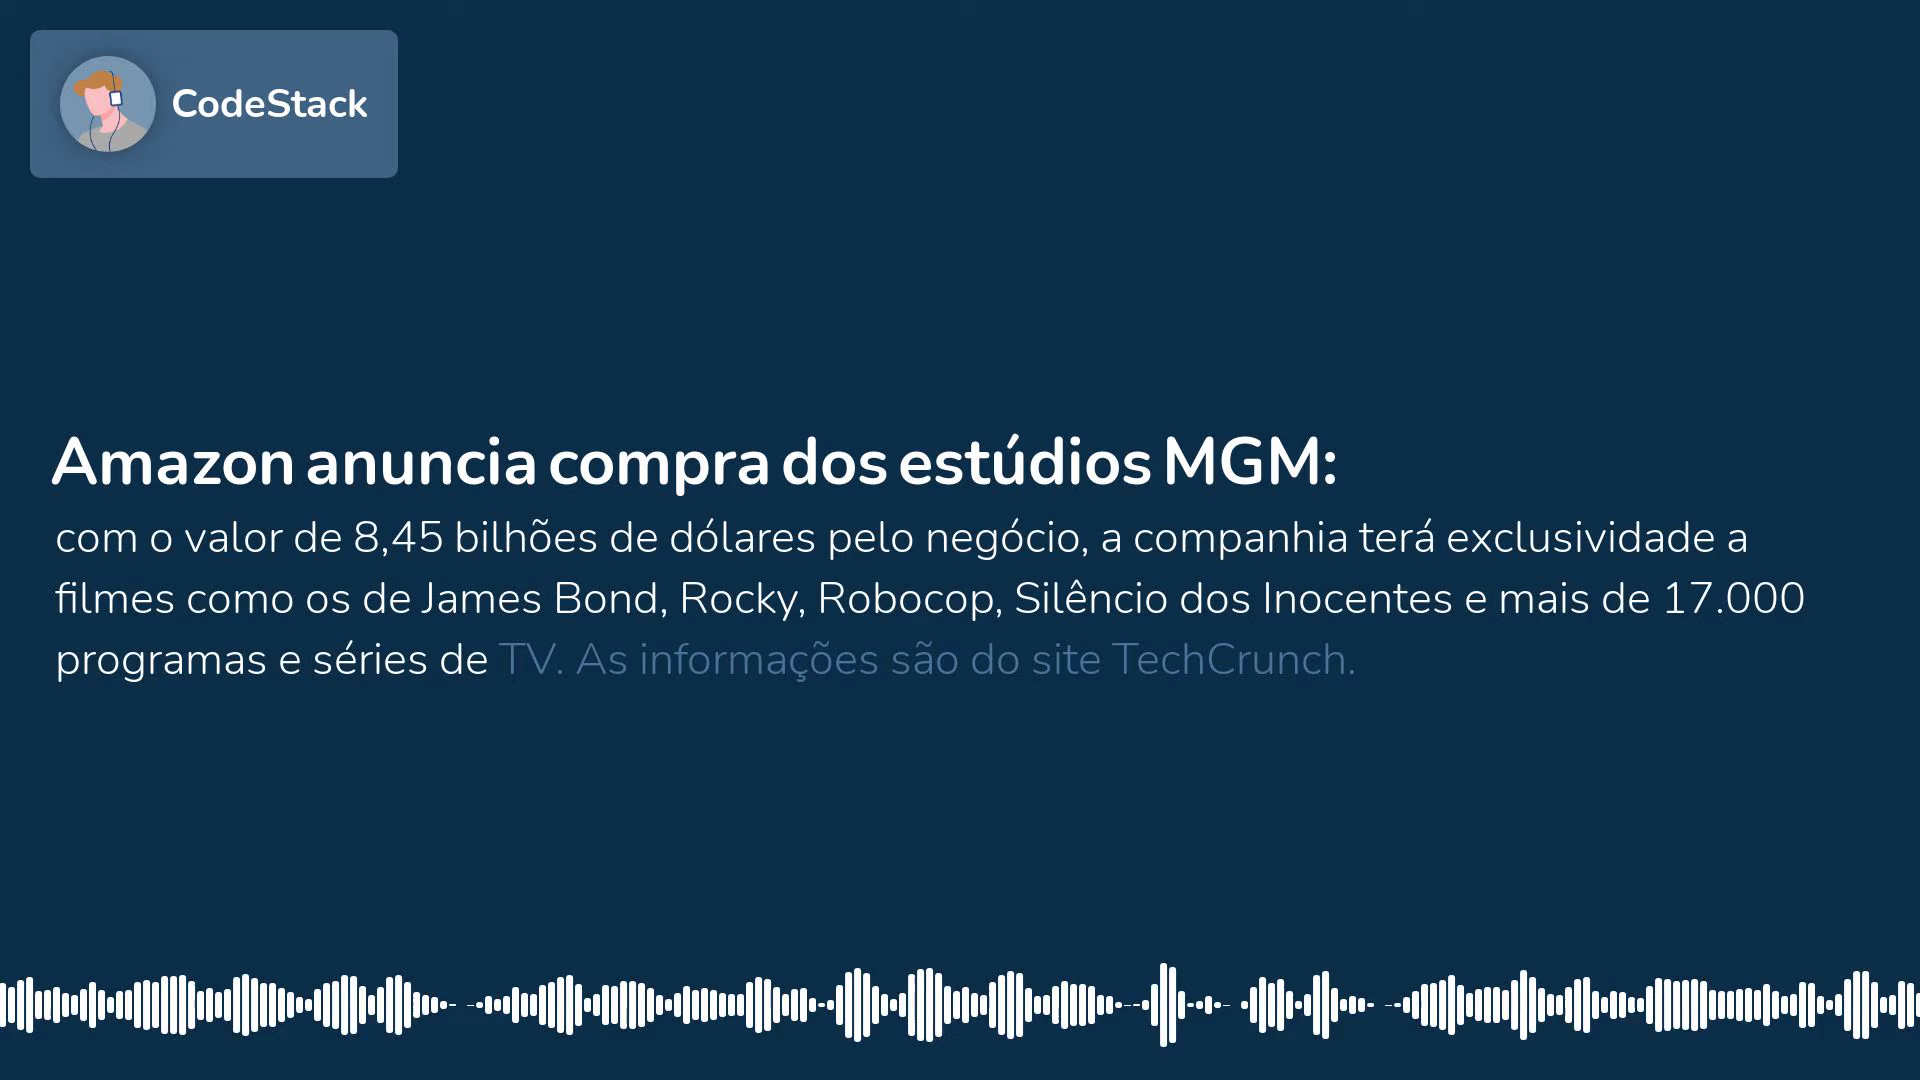 CodeStack
Amazon anuncia compra dos estúdios MGM:
com o valor de 8,45 bilhões de dólares pelo negócio, a companhia terá exclusividade a
filmes como os de James Bond, Rocky, Robocop, Silêncio dos Inocentes e mais de 17.000
programas e séries de TV. As informações são do site TechCrunch.